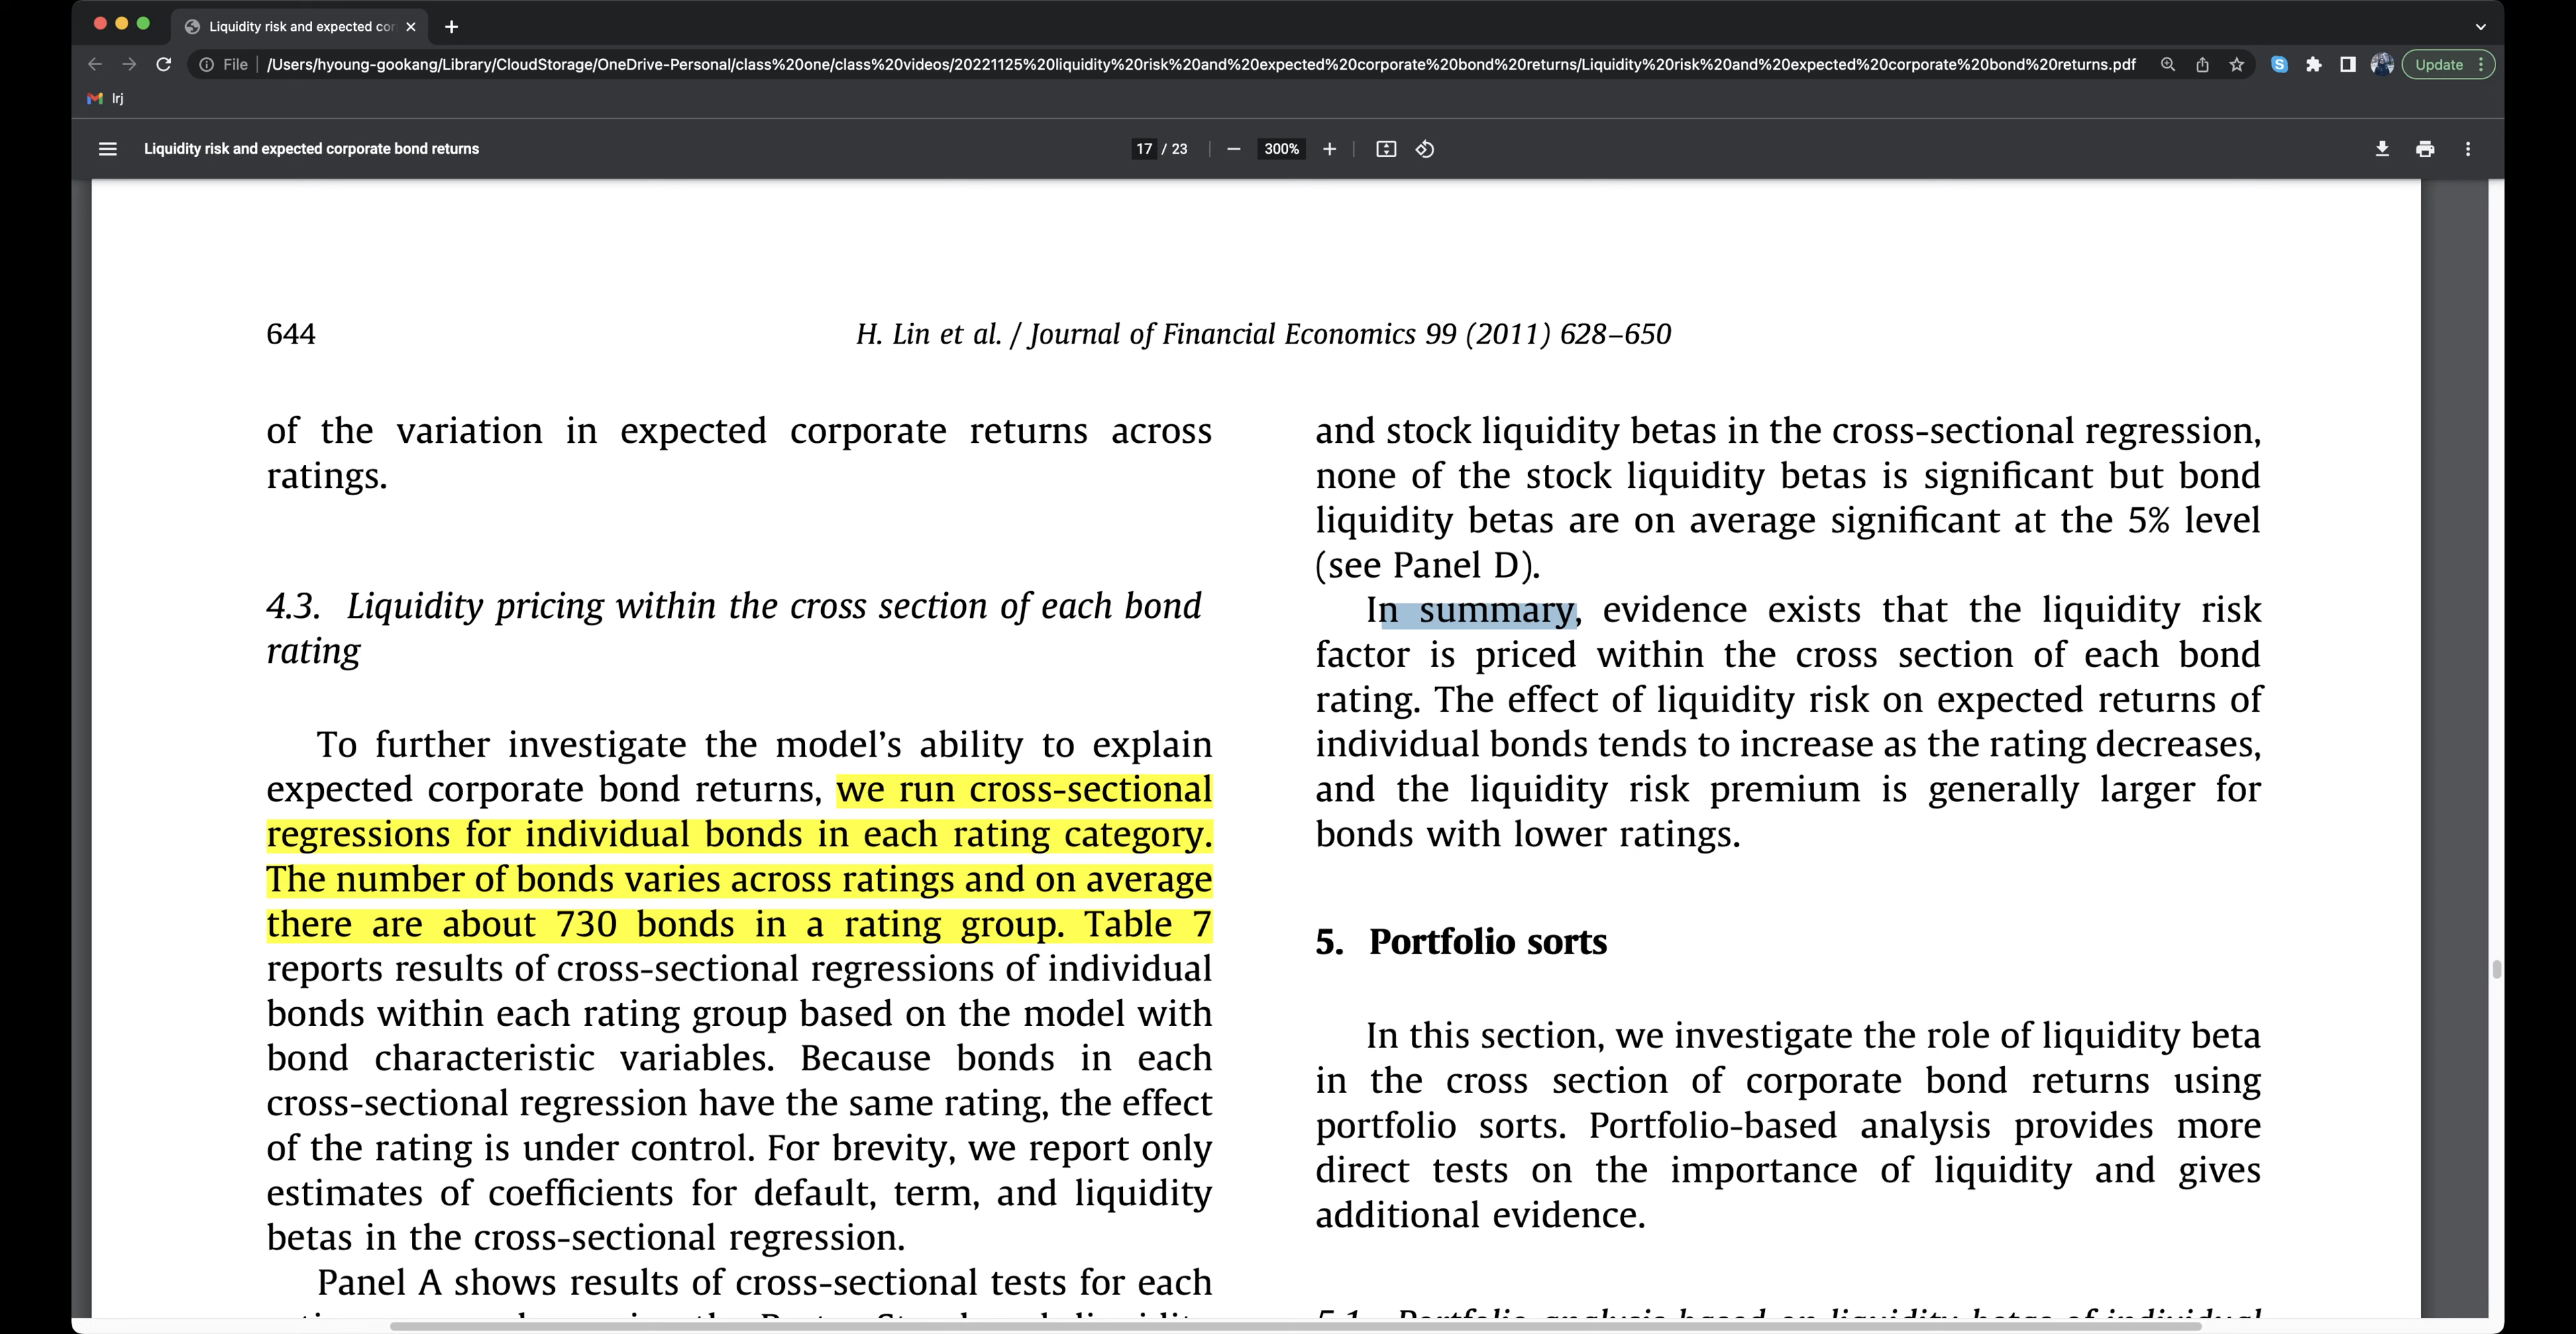 Liquidity risk and expected cor
File
/Users/hyoung-gookang/Library/CloudStorage/OneDrive-Personal/class%20one/class%20videos/20221125%20liquidity%20risk%20and%20expected%20corporate%20bond%20returns/Liquidity%20risk%20and%20expected%20corporate%20bond%20returns.pdf
Update
lrj
Liquidity risk and expected corporate bond returns
17 / 23
300%
644
H. Lin et al. / Journal of Financial Economics 99 (2011) 628–650
of the variation in expected corporate returns across
ratings.
4.3. Liquidity pricing within the cross section of each bond
rating
To further investigate the model’s ability to explain
expected corporate bond returns, we run cross-sectional
regressions for individual bonds in each rating category.
The number of bonds varies across ratings and on average
there are about 730 bonds in a rating group. Table 7
reports results of cross-sectional regressions of individual
bonds within each rating group based on the model with
bond characteristic variables. Because bonds in each
cross-sectional regression have the same rating, the effect
of the rating is under control. For brevity, we report only
estimates of coefficients for default, term, and liquidity
betas in the cross-sectional regression.
Panel A shows results of cross-sectional tests for each
and stock liquidity betas in the cross-sectional regression,
none of the stock liquidity betas is significant but bond
liquidity betas are on average significant at the 5% level
(see Panel D).
In summary, evidence exists that the liquidity risk
factor is priced within the cross section of each bond
rating. The effect of liquidity risk on expected returns of
individual bonds tends to increase as the rating decreases,
and the liquidity risk premium is generally larger for
bonds with lower ratings.
5. Portfolio sorts
In this section, we investigate the role of liquidity beta
in the cross section of corporate bond returns using
portfolio sorts. Portfolio-based analysis provides more
direct tests on the importance of liquidity and gives
additional evidence.
5.1. Portfolio analysis based on liquidity betas of individual